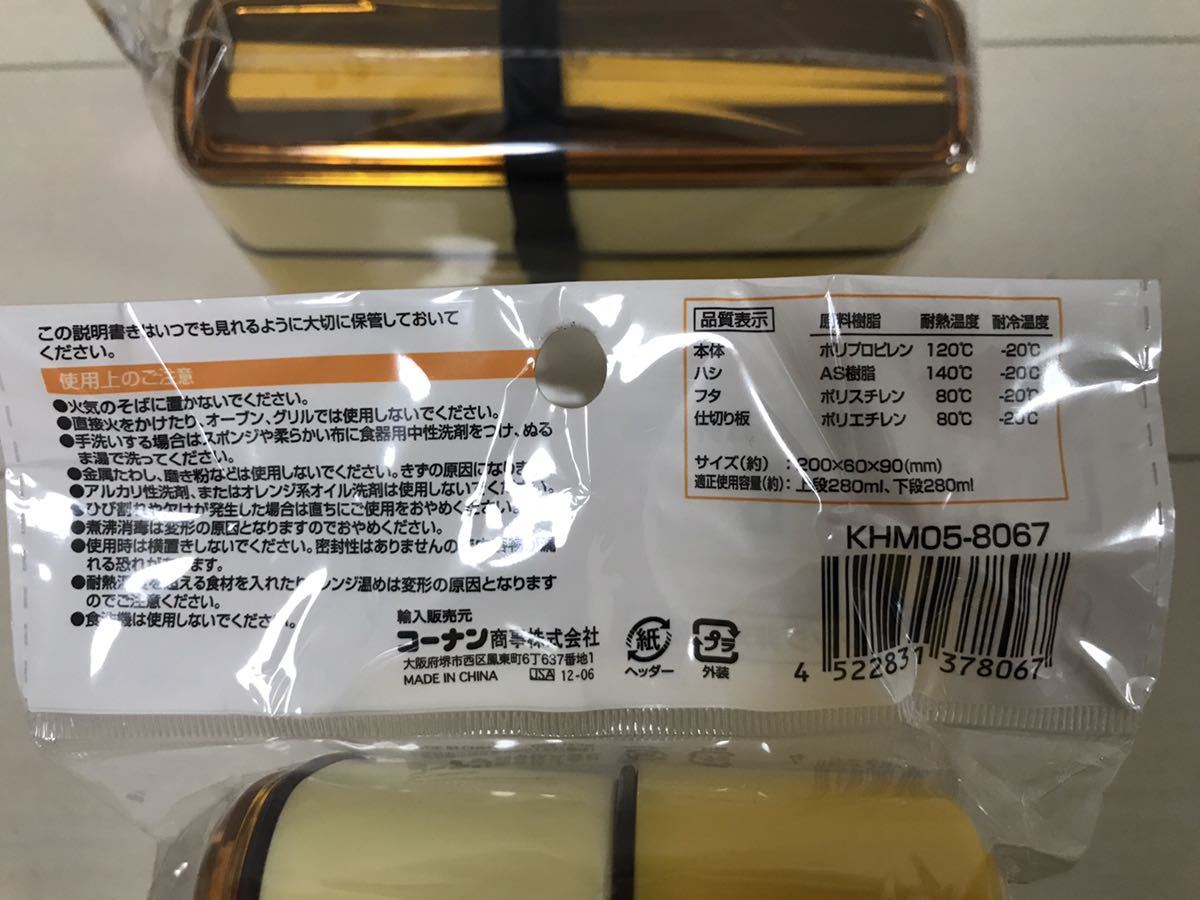 この説明書きはいつでも見れるように大切に保管しておいて
ください。
使用上のご注意
●火気のそばに置かないでください。
●直接火をかけたり、オーブン、グリルでは使用しないでください。
●手洗いする場合はスポンジや柔らかい布に食器用中性洗剤をつけ、ぬる
ま湯で洗ってください。
●金属たわし、磨き粉などは使用しないでください。きずの原因になりま
●アルカリ性洗剤、またはオレンジ系オイル洗剤は使用しないでください。
●ひび割れや欠けが発生した場合は直ちにご使用をおやめください。
●煮沸消毒は変形の原因となりますのでおやめください。
●使用時は横置きしないでください。密封性はありませんの
れる恐れがあります。
●耐熱温度を超える食材を入れたり、レンジ温めは変形の原因となります
のでご注意ください。
●食洗機は使用しないでください。
輸入販売元
コーナン商事株式会社
大阪府堺市西区鳳東町6丁637番地1
MADE IN CHINA JSA 12-06
紙
ヘッダー
プラ
外装
品質表示 原料樹脂 耐熱温度 耐冷温度
本体 ポリプロピレン 120℃ -20℃
ハシ AS樹脂 140℃ -20℃
フタ ポリスチレン 80℃ -20℃
仕切り板 ポリエチレン 80℃ -20℃
サイズ(約) : 200×60×90(mm)
適正使用容量(約) : 上段280ml、下段280ml
KHM05-8067
4 522831 378067